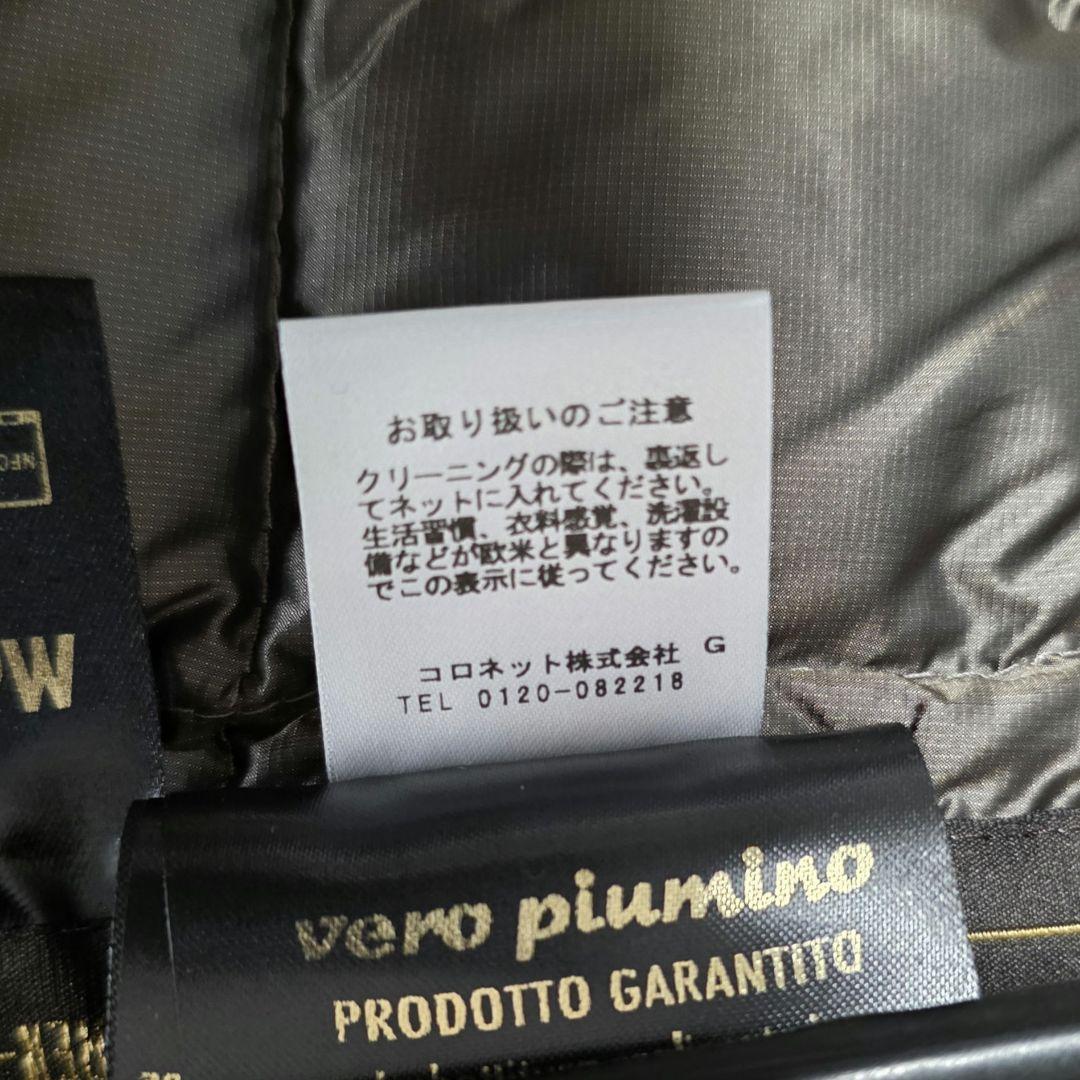 お取り扱いのご注意
クリーニングの際は、裏返し
てネットに入れてください。
生活習慣、衣料感覚、洗濯設
備などが欧米と異なりますの
でこの表示に従ってください。
コロネット株式会社 G
TEL 0120-082218
NFC
vero piumino
PRODOTTO GARANTITO